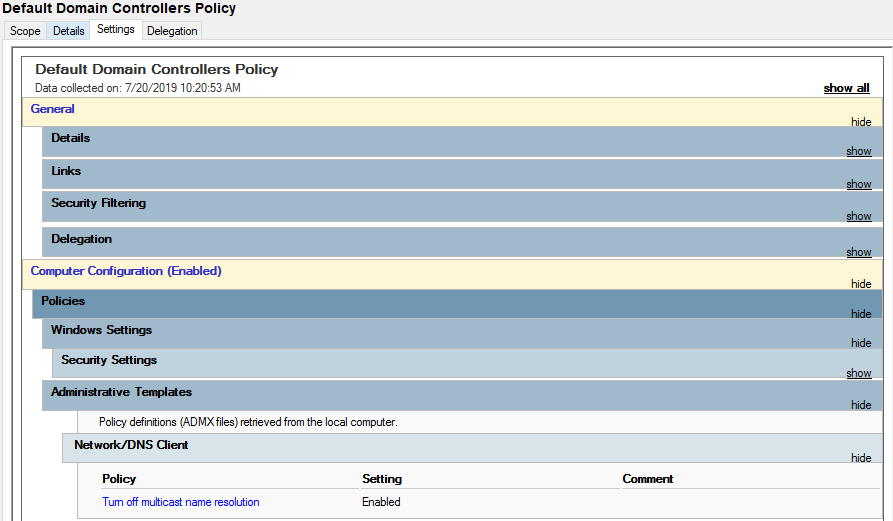 Default Domain Controllers Policy
Scope Details Settings Delegation
Default Domain Controllers Policy
Data collected on: 7/20/2019 10:20:53 AM show all
General
hide
Details
show
Links
show
Security Filtering
show
Delegation
show
Computer Configuration (Enabled)
hide
Policies
hide
Windows Settings
hide
Security Settings
show
Administrative Templates
hide
Policy definitions (ADMX files) retrieved from the local computer.
Network/DNS Client
hide
Policy Setting Comment
Turn off multicast name resolution Enabled